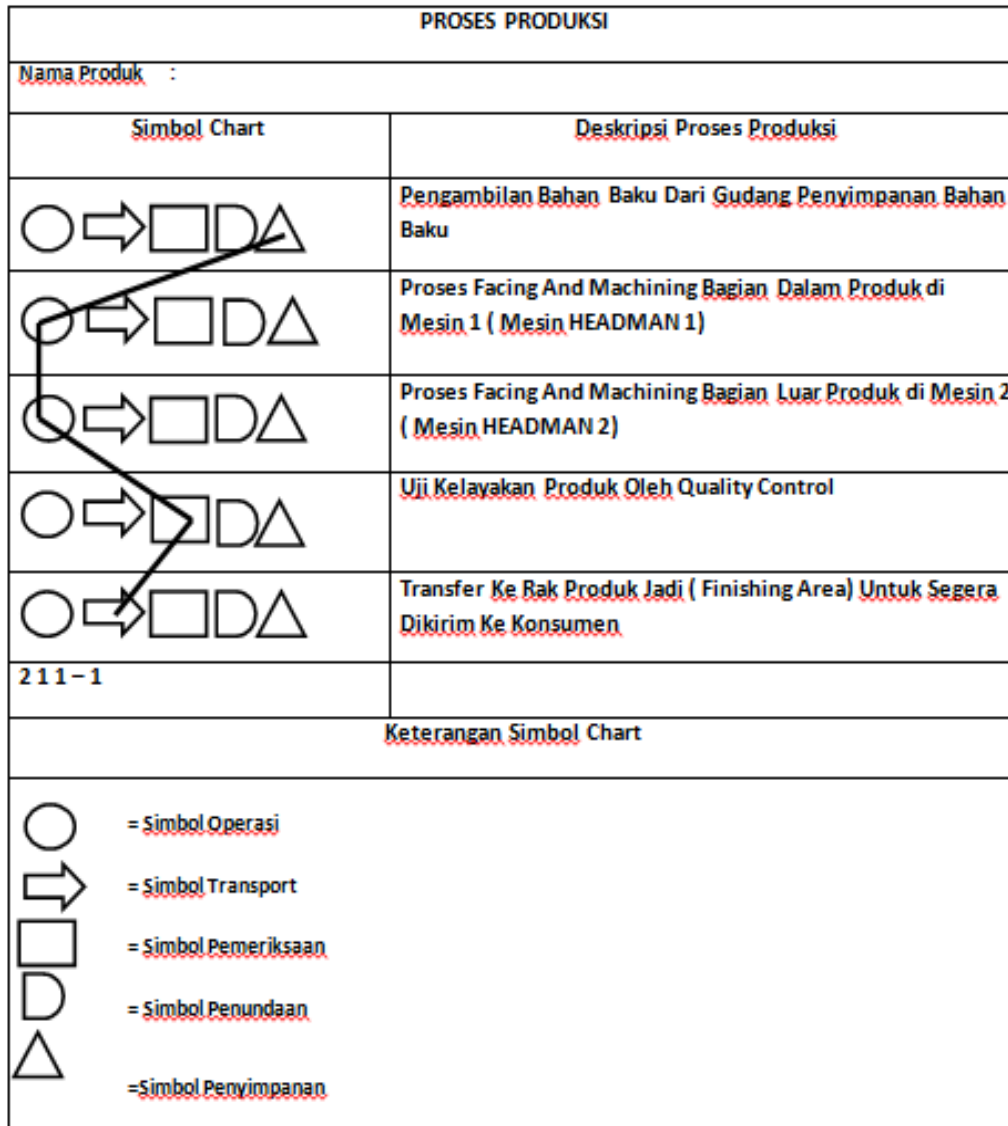 PROSES PRODUKSI
Nama Produk :
Simbol Chart
Deskripsi Proses Produksi
Pengambilan Bahan Baku Dari Gudang Penyimpanan Bahan
Baku
Proses Facing And Machining Bagian Dalam Produk di
Mesin 1 ( Mesin HEADMAN 1)
Proses Facing And Machining Bagian Luar Produk di Mesin 2
( Mesin HEADMAN 2)
Uji Kelayakan Produk Oleh Quality Control
Transfer Ke Rak Produk Jadi ( Finishing Area) Untuk Segera
Dikirim Ke Konsumen
2 1 1 – 1
Keterangan Simbol Chart
= Simbol Operasi
= Simbol Transport
= Simbol Pemeriksaan
= Simbol Penundaan
=Simbol Penyimpanan